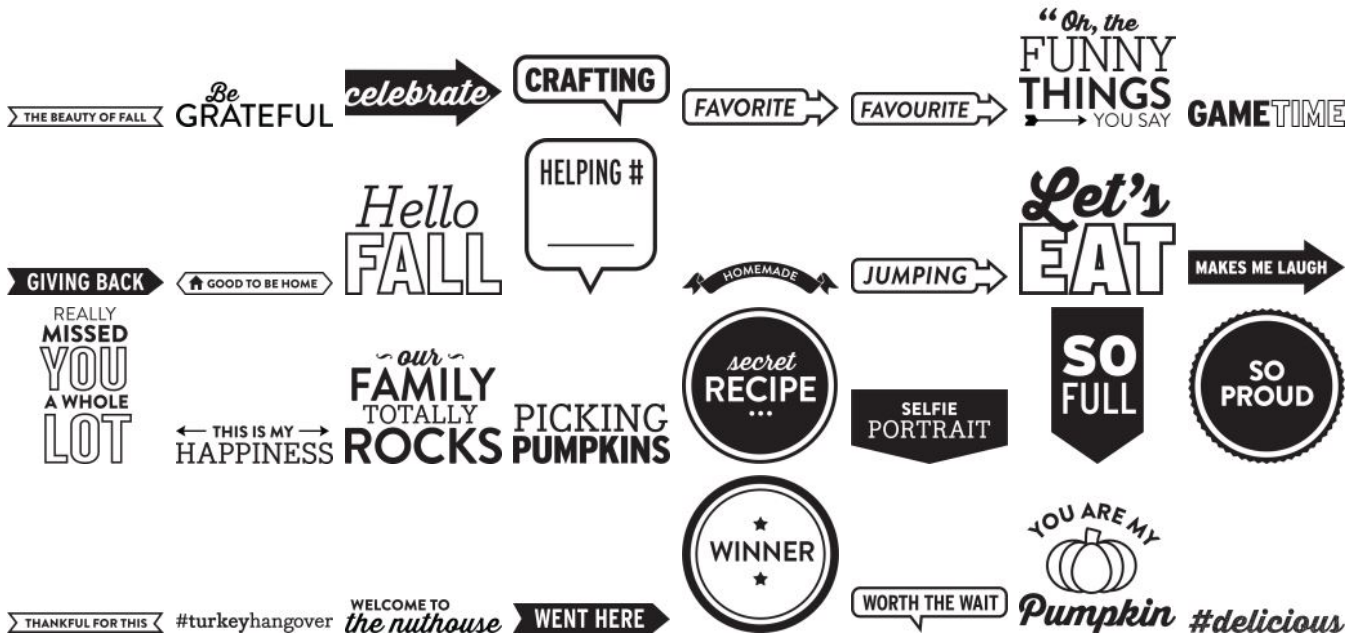 THE BEAUTY OF FALL
Be
GRATEFUL
celebrate
CRAFTING
FAVORITE
FAVOURITE
“Oh, the
FUNNY
THINGS
YOU SAY
GAMETIME
GIVING BACK
GOOD TO BE HOME
Hello
FALL
HELPING #
HOMEMADE
JUMPING
Let's
EAT
MAKES ME LAUGH
REALLY
MISSED
YOU
A WHOLE
LOT
THIS IS MY
HAPPINESS
our
FAMILY
TOTALLY
ROCKS
PICKING
PUMPKINS
secret
RECIPE
...
SELFIE
PORTRAIT
SO
FULL
SO
PROUD
THANKFUL FOR THIS
#turkeyhangover
WELCOME TO
the nuthouse
WENT HERE
WINNER
WORTH THE WAIT
YOU ARE MY
Pumpkin
#delicious